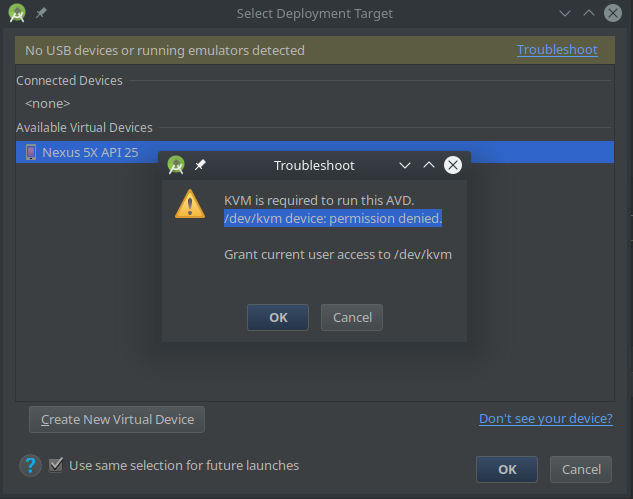 Select Deployment Target
No USB devices or running emulators detected
Troubleshoot
Connected Devices
<none>
Available Virtual Devices
Nexus 5X API 25
Troubleshoot
KVM is required to run this AVD.
/dev/kvm device: permission denied.
Grant current user access to /dev/kvm
OK
Cancel
Create New Virtual Device
Don't see your device?
?
Use same selection for future launches
OK
Cancel